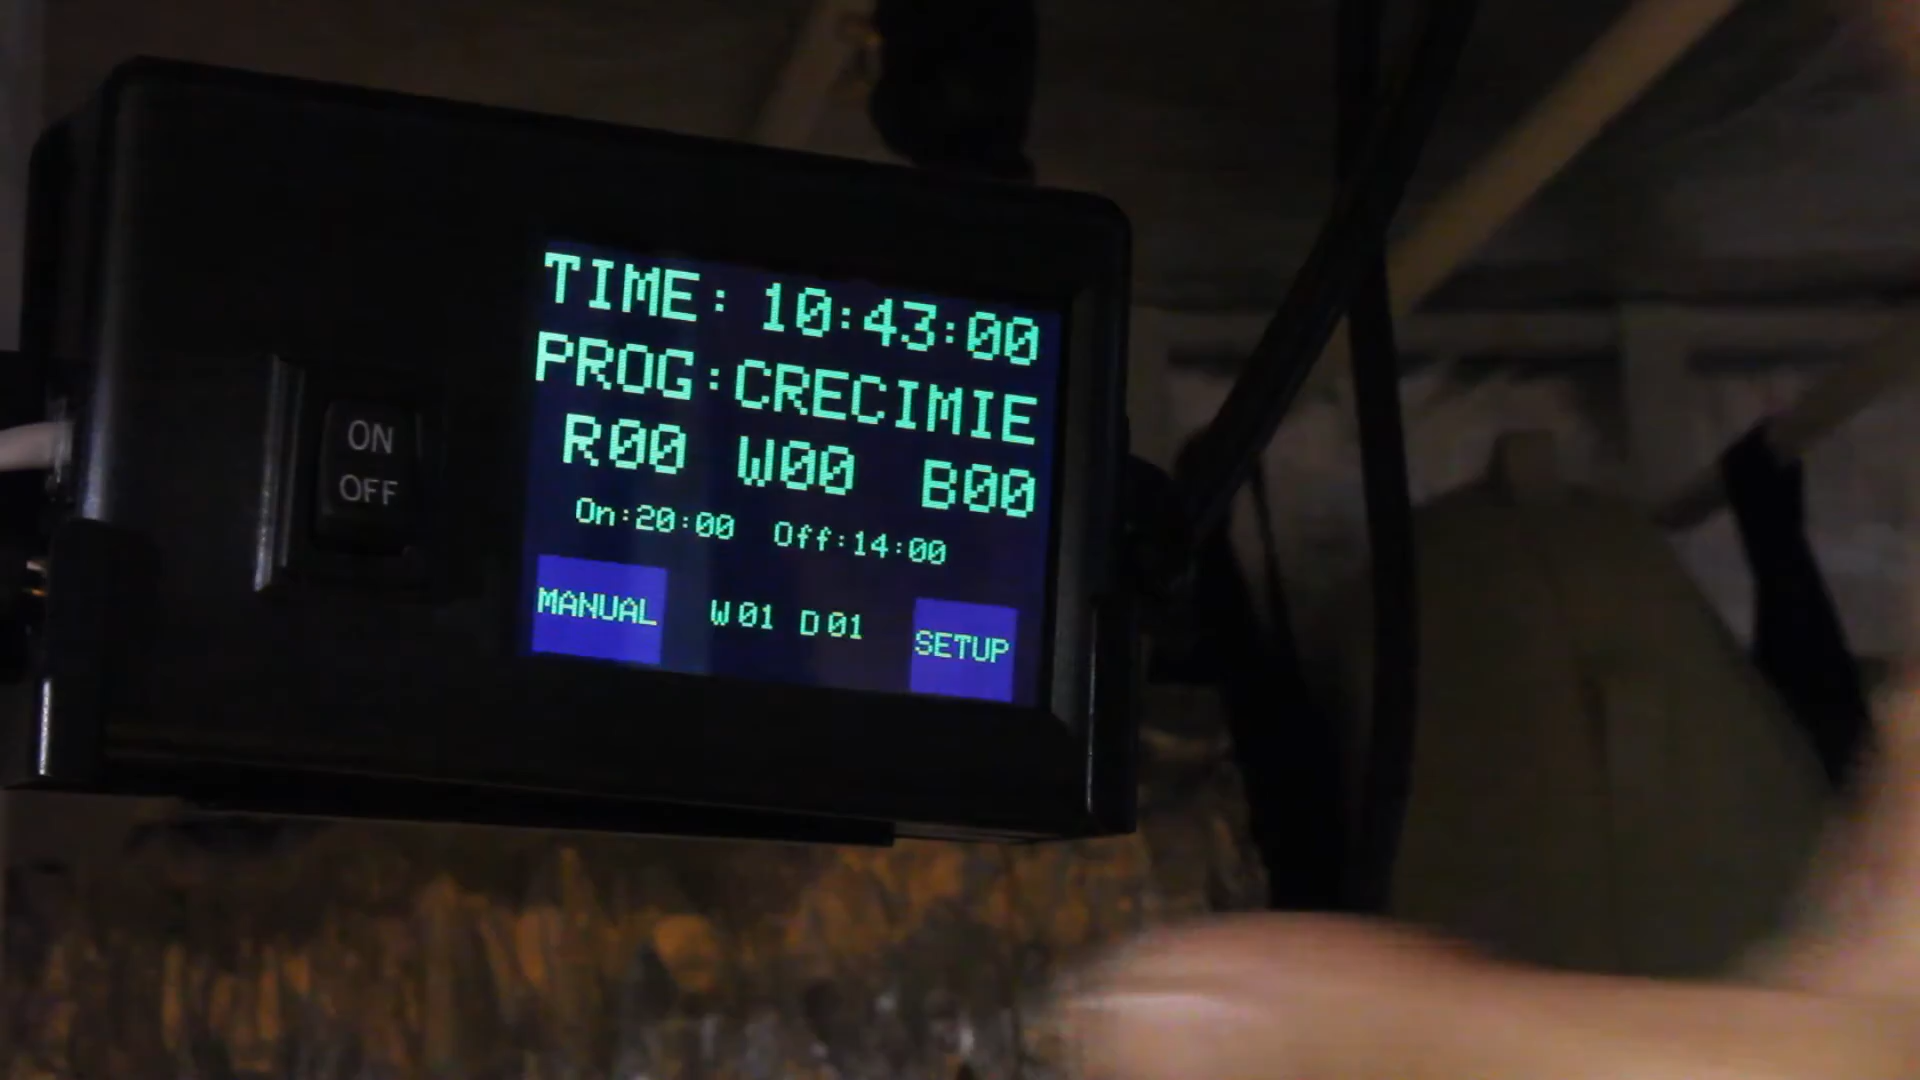 TIME: 10:43:00
PROG:CRECIMIE
R00 W00 B00
On:20:00 Off:14:00
MANUAL W01 D01 SETUP
ON
OFF